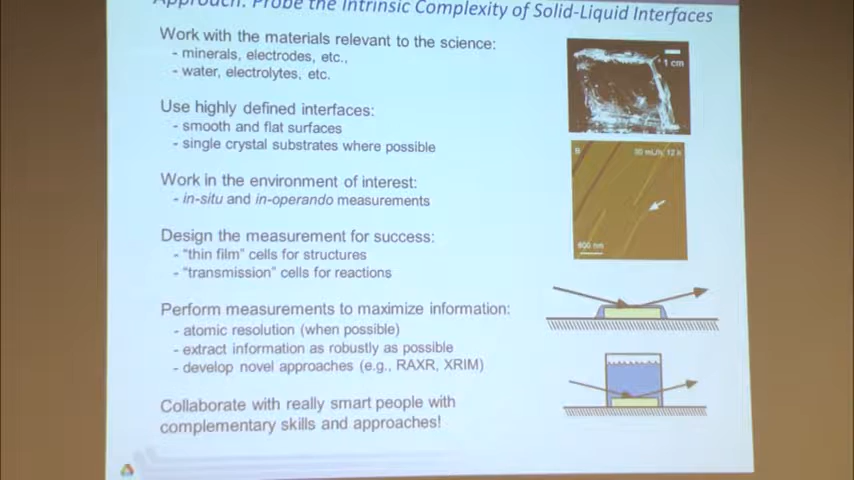 Approach: Probe the Intrinsic Complexity of Solid-Liquid Interfaces
Work with the materials relevant to the science:
- minerals, electrodes, etc.,
- water, electrolytes, etc.
Use highly defined interfaces:
- smooth and flat surfaces
- single crystal substrates where possible
Work in the environment of interest:
- in-situ and in-operando measurements
Design the measurement for success:
- “thin film” cells for structures
- “transmission” cells for reactions
Perform measurements to maximize information:
- atomic resolution (when possible)
- extract information as robustly as possible
- develop novel approaches (e.g., RAXR, XRIM)
Collaborate with really smart people with
complementary skills and approaches!
1 cm
B
600 nm